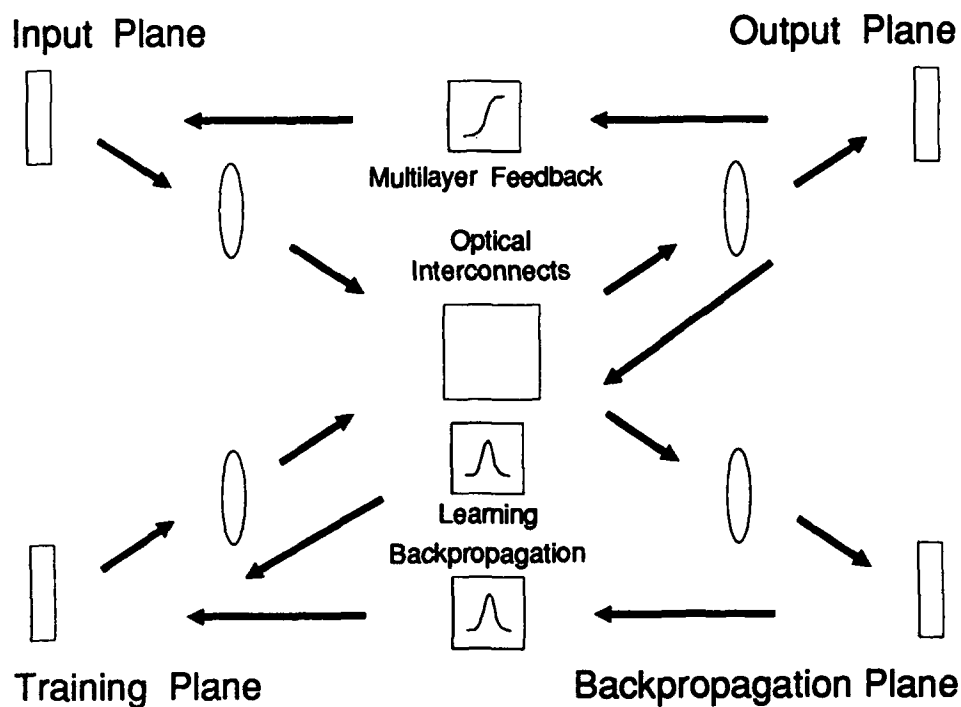 Input Plane
Output Plane
Multilayer Feedback
Optical
Interconnects
Learning
Backpropagation
Training Plane
Backpropagation Plane